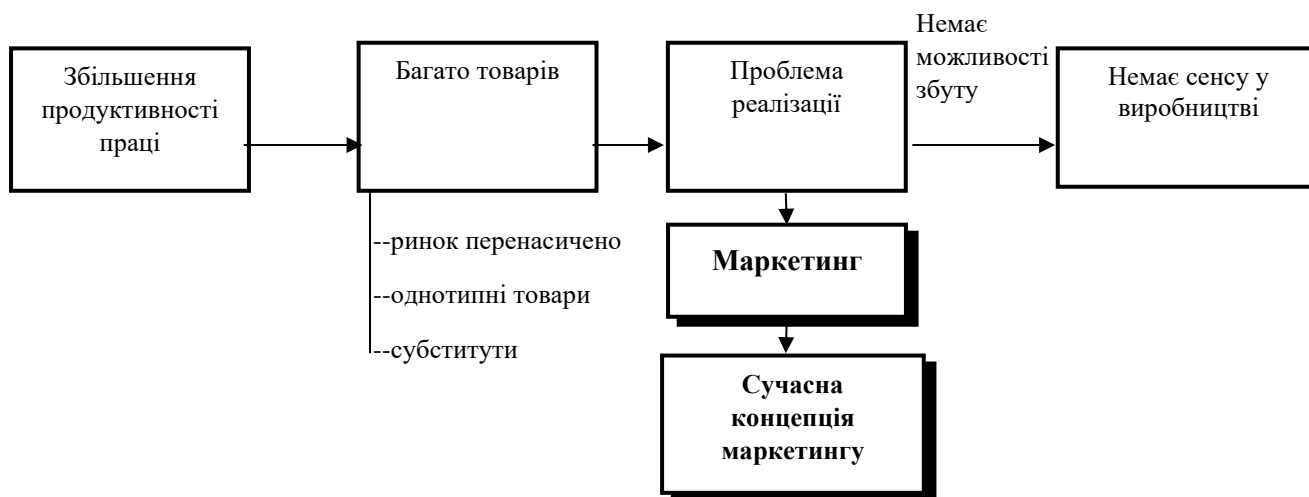 Збільшення
продуктивності
праці
Багато товарів
Проблема
реалізації
Немає
можливості
збуту
Немає сенсу у
виробництві
--ринок перенасичено
--однотипні товари
--субститути
Маркетинг
Сучасна
концепція
маркетингу